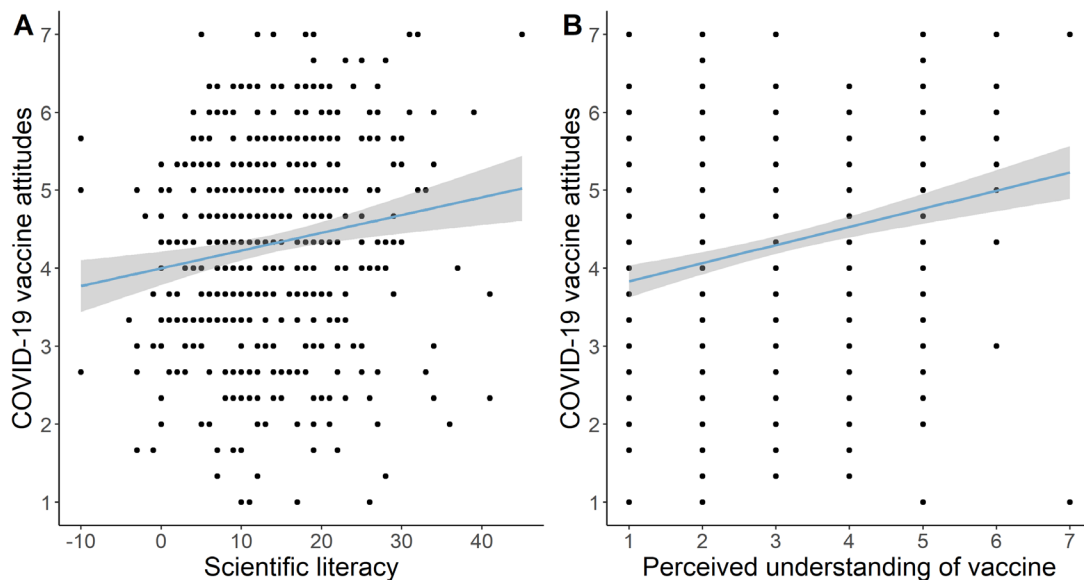 A
COVID-19 vaccine attitudes
7
6
5
4
3
2
1
-10 0 10 20 30 40
Scientific literacy
B
COVID-19 vaccine attitudes
7
6
5
4
3
2
1
1 2 3 4 5 6 7
Perceived understanding of vaccine